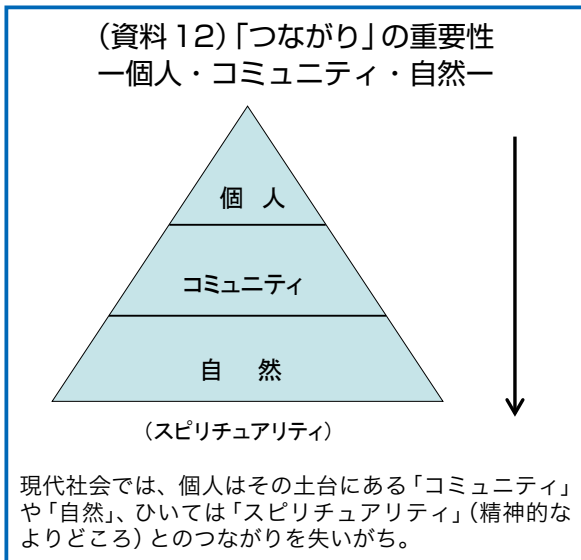 (資料12)「つながり」の重要性
ー個人・コミュニティ・自然ー
個 人
コミュニティ
自 然
(スピリチュアリティ)
現代社会では、個人はその土台にある「コミュニティ」
や「自然」、ひいては「スピリチュアリティ」(精神的な
よりどころ)とのつながりを失いがち。